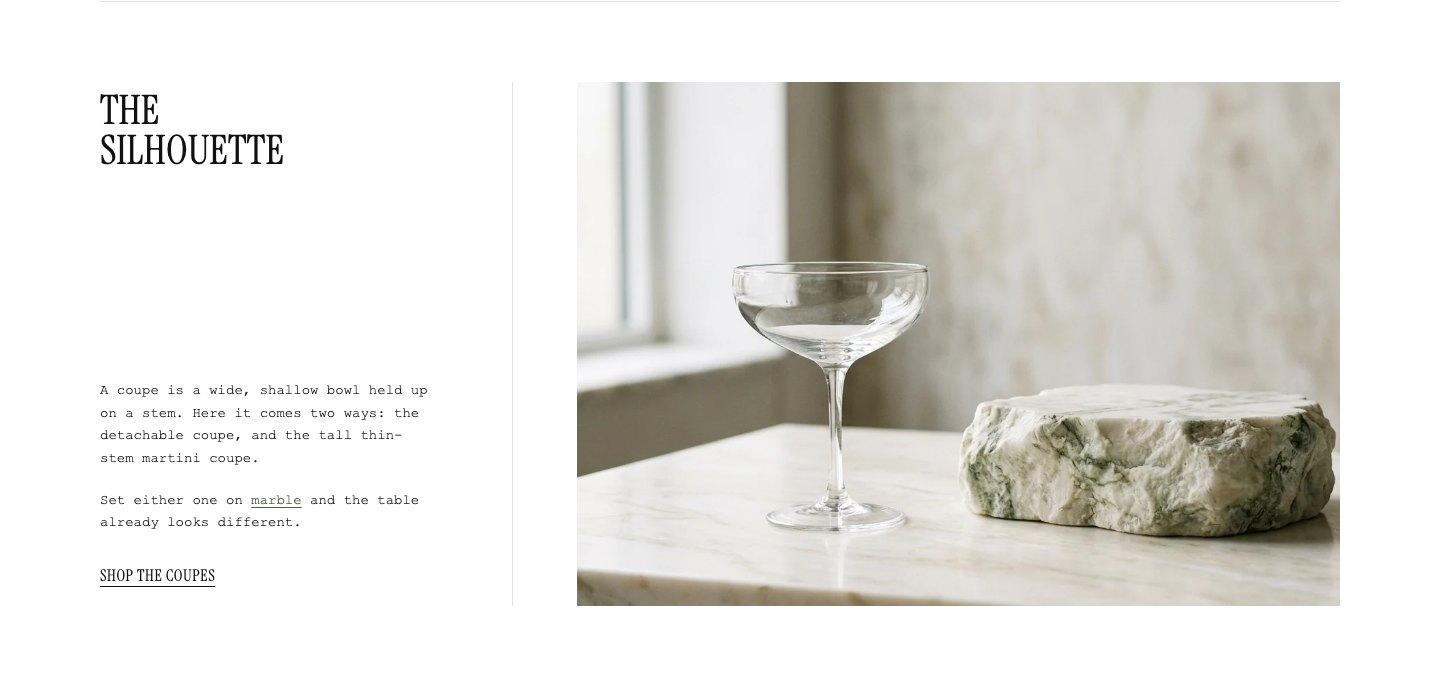 THE
SILHOUETTE
A coupe is a wide, shallow bowl held up
on a stem. Here it comes two ways: the
detachable coupe, and the tall thin-
stem martini coupe.
Set either one on marble and the table
already looks different.
SHOP THE COUPES